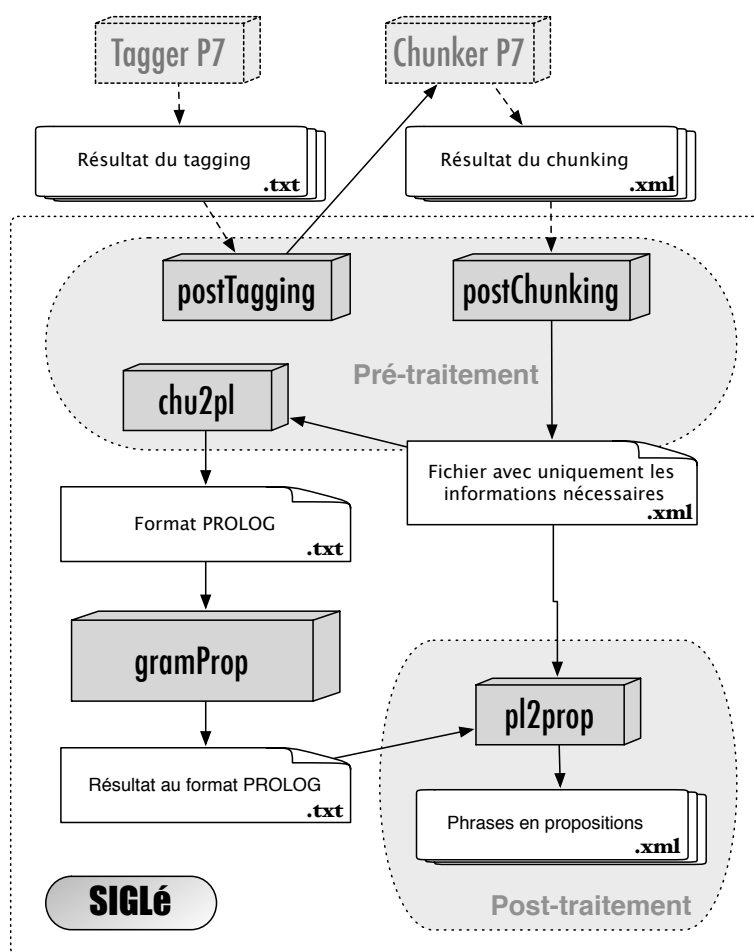 Tagger P7
Chunker P7
Résultat du tagging
.txt
Résultat du chunking
.xml
postTagging
postChunking
Pré-traitement
chu2pl
Fichier avec uniquement les
informations nécessaires
.xml
Format PROLOG
.txt
gramProp
pl2prop
Résultat au format PROLOG
.txt
Phrases en propositions
.xml
SIGLé
Post-traitement